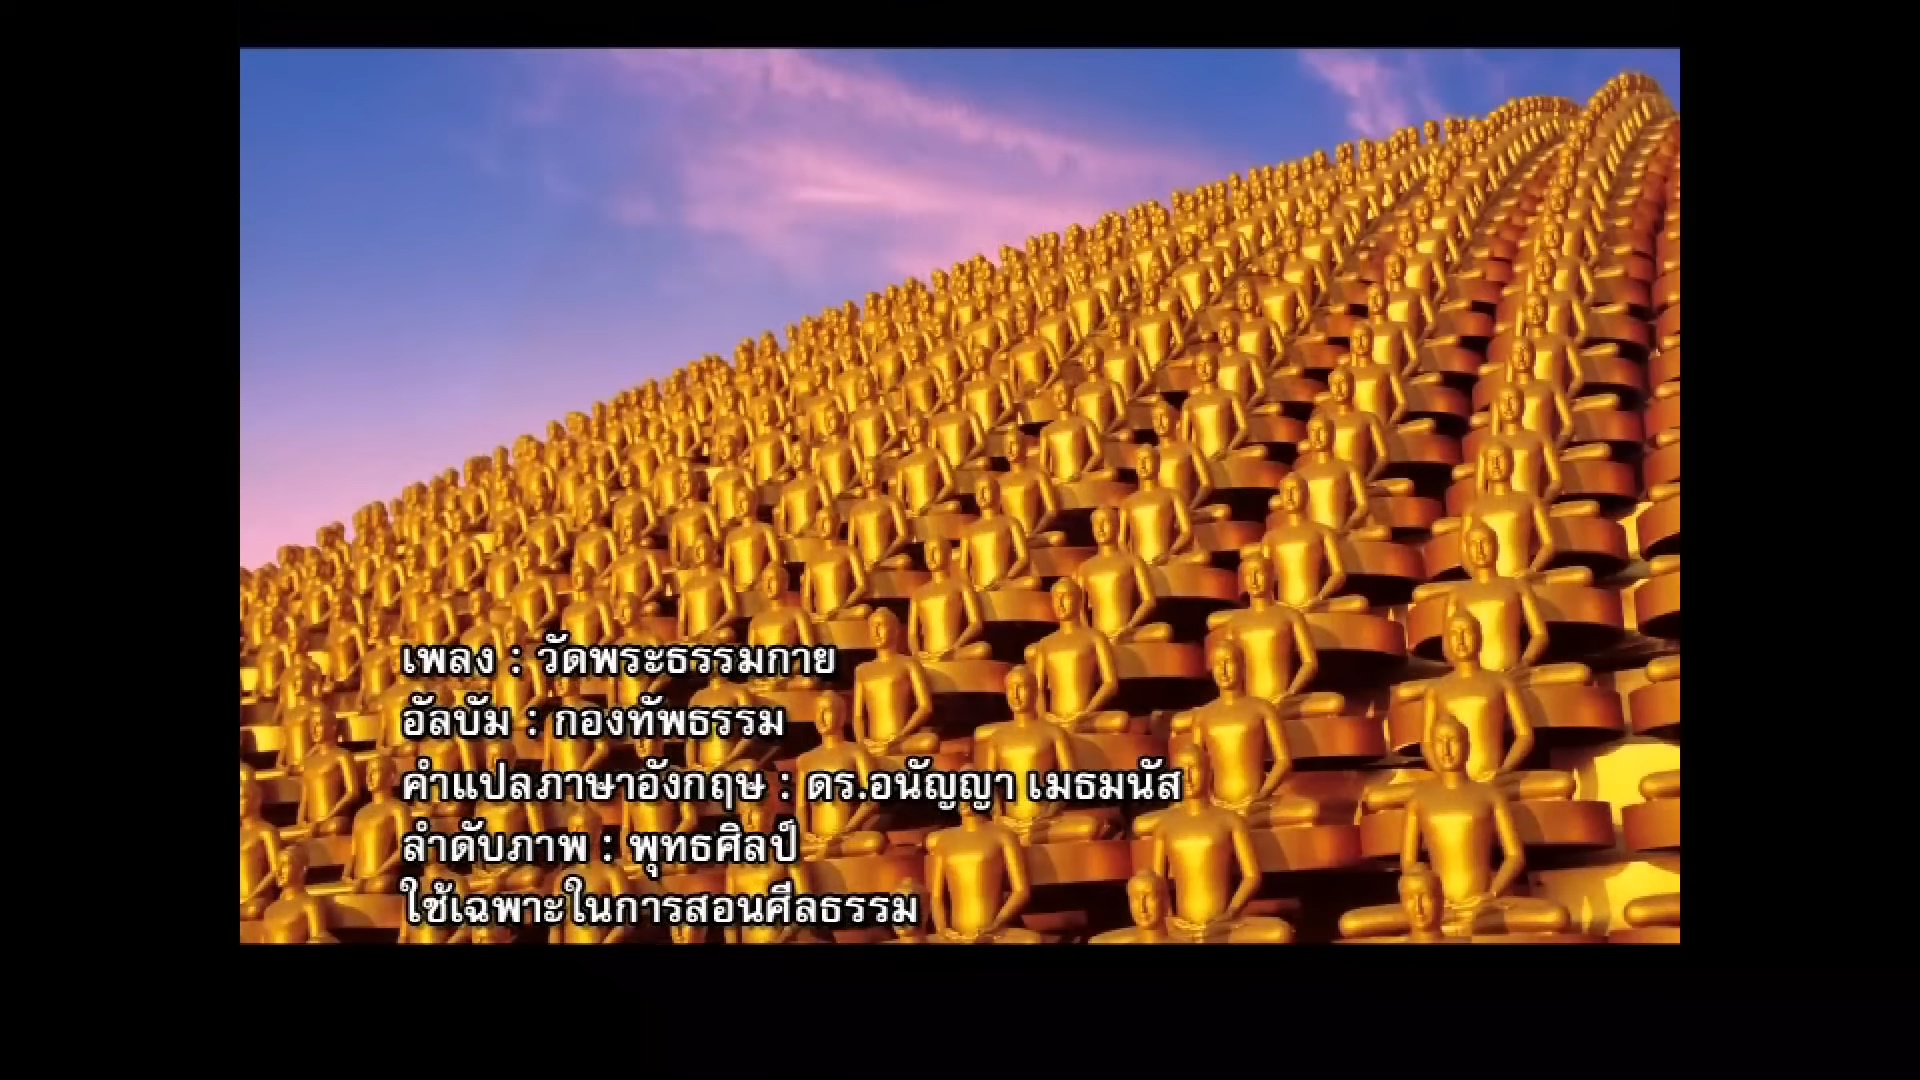 เพลง : วัดพระธรรมกาย
อัลบัม : กองทัพธรรม
คำแปลภาษาอังกฤษ : ดร.อนัญญา เมธมนัส
ลำดับภาพ : พุทธศิลป์
ใช้เฉพาะในการสอนศีลธรรม